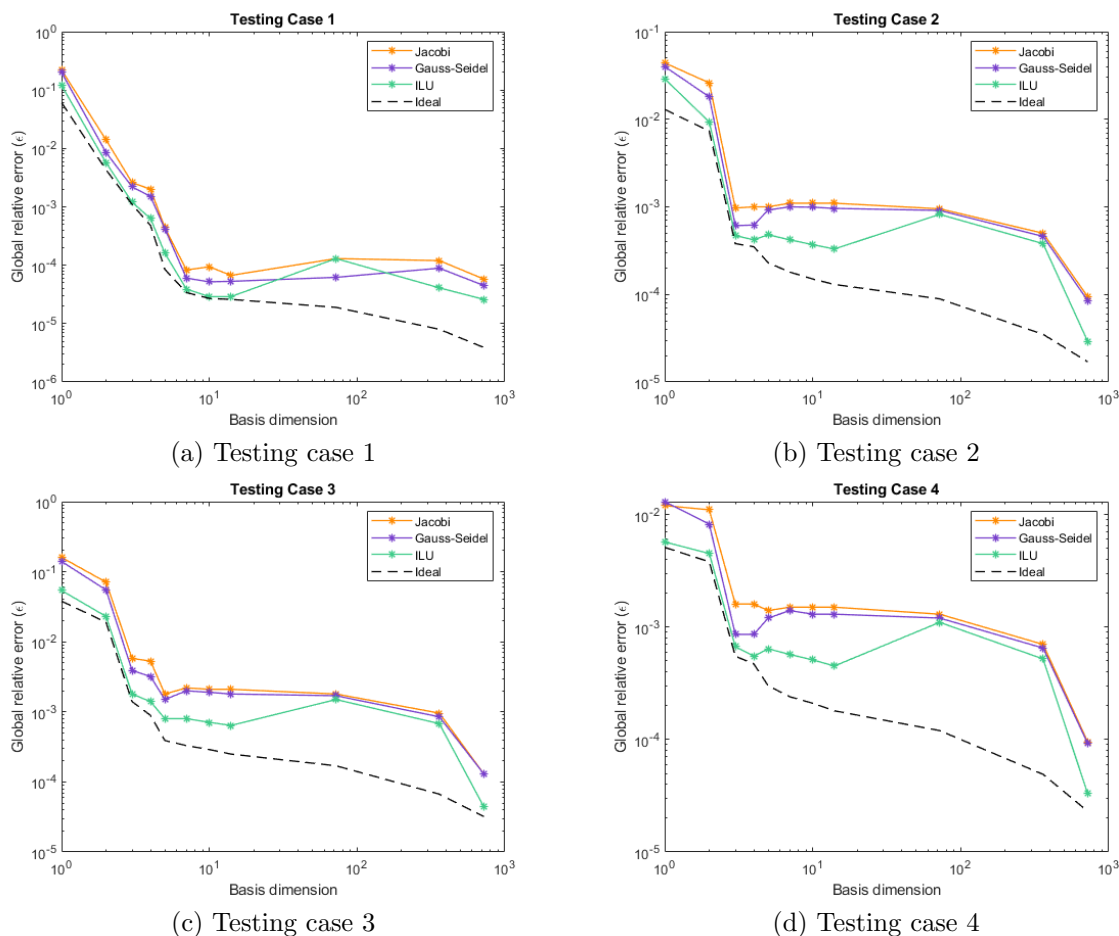 Testing Case 1
Global relative error (ϵ)
10^0
10^-1
10^-2
10^-3
10^-4
10^-5
10^-6
Jacobi
Gauss-Seidel
ILU
Ideal
10^0
10^1
10^2
10^3
Basis dimension
(a) Testing case 1
Testing Case 2
Global relative error (ϵ)
10^-1
10^-2
10^-3
10^-4
10^-5
Jacobi
Gauss-Seidel
ILU
Ideal
10^0
10^1
10^2
10^3
Basis dimension
(b) Testing case 2
Testing Case 3
Global relative error (ϵ)
10^0
10^-1
10^-2
10^-3
10^-4
10^-5
Jacobi
Gauss-Seidel
ILU
Ideal
10^0
10^1
10^2
10^3
Basis dimension
(c) Testing case 3
Testing Case 4
Global relative error (ϵ)
10^-2
10^-3
10^-4
10^-5
Jacobi
Gauss-Seidel
ILU
Ideal
10^0
10^1
10^2
10^3
Basis dimension
(d) Testing case 4